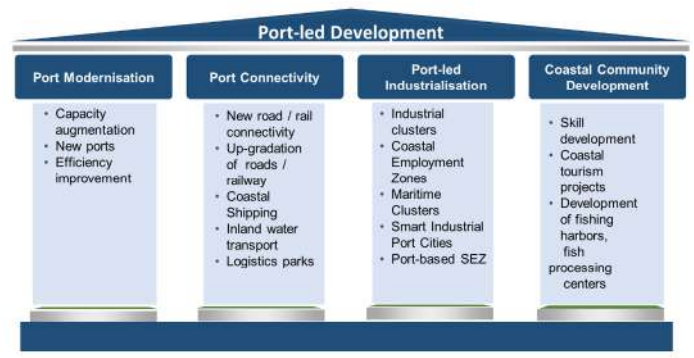 Port-led Development
Port Modernisation
• Capacity
augmentation
• New ports
• Efficiency
improvement
Port Connectivity
• New road / rail
connectivity
• Up-gradation
of roads /
railway
• Coastal
Shipping
• Inland water
transport
• Logistics parks
Port-led
Industrialisation
• Industrial
clusters
• Coastal
Employment
Zones
• Maritime
Clusters
• Smart Industrial
Port Cities
• Port-based SEZ
Coastal Community
Development
• Skill
development
• Coastal
tourism
projects
• Development
of fishing
harbors,
fish
processing
centers